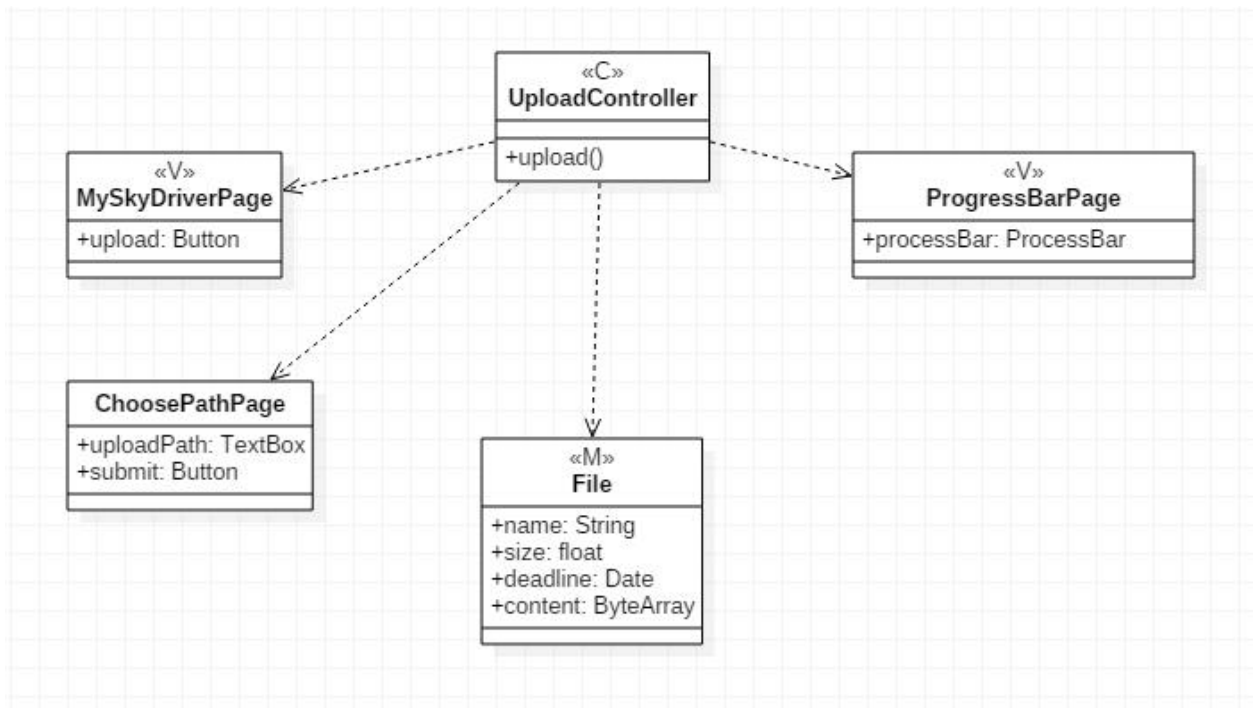 «C»
UploadController
+upload()
«V»
MySkyDriverPage
+upload: Button
«V»
ProgressBarPage
+processBar: ProcessBar
ChoosePathPage
+uploadPath: TextBox
+submit: Button
«M»
File
+name: String
+size: float
+deadline: Date
+content: ByteArray